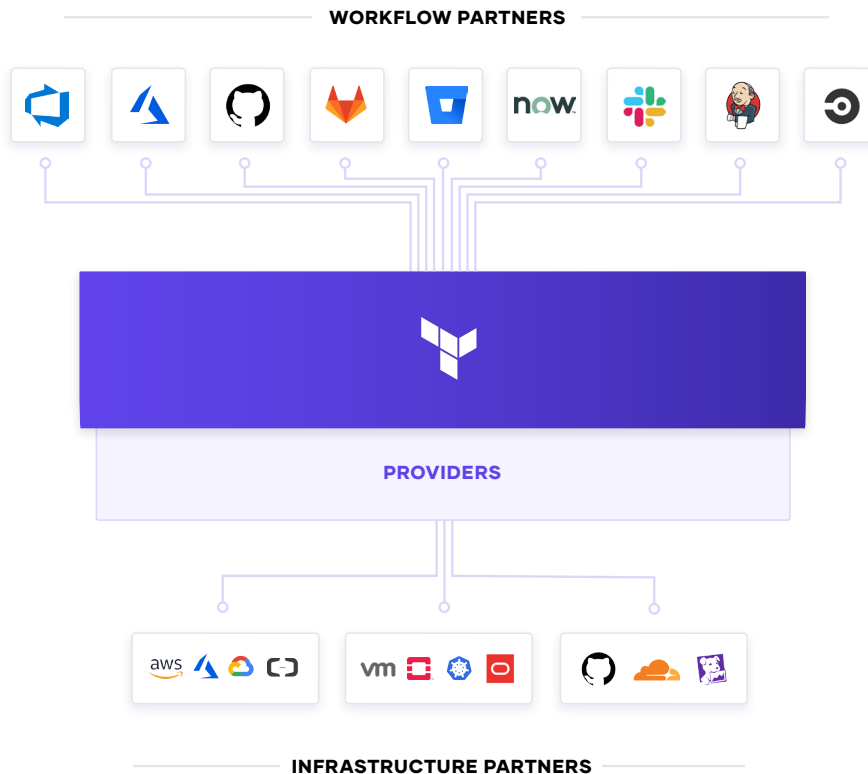 WORKFLOW PARTNERS
now
PROVIDERS
aws
vm
INFRASTRUCTURE PARTNERS